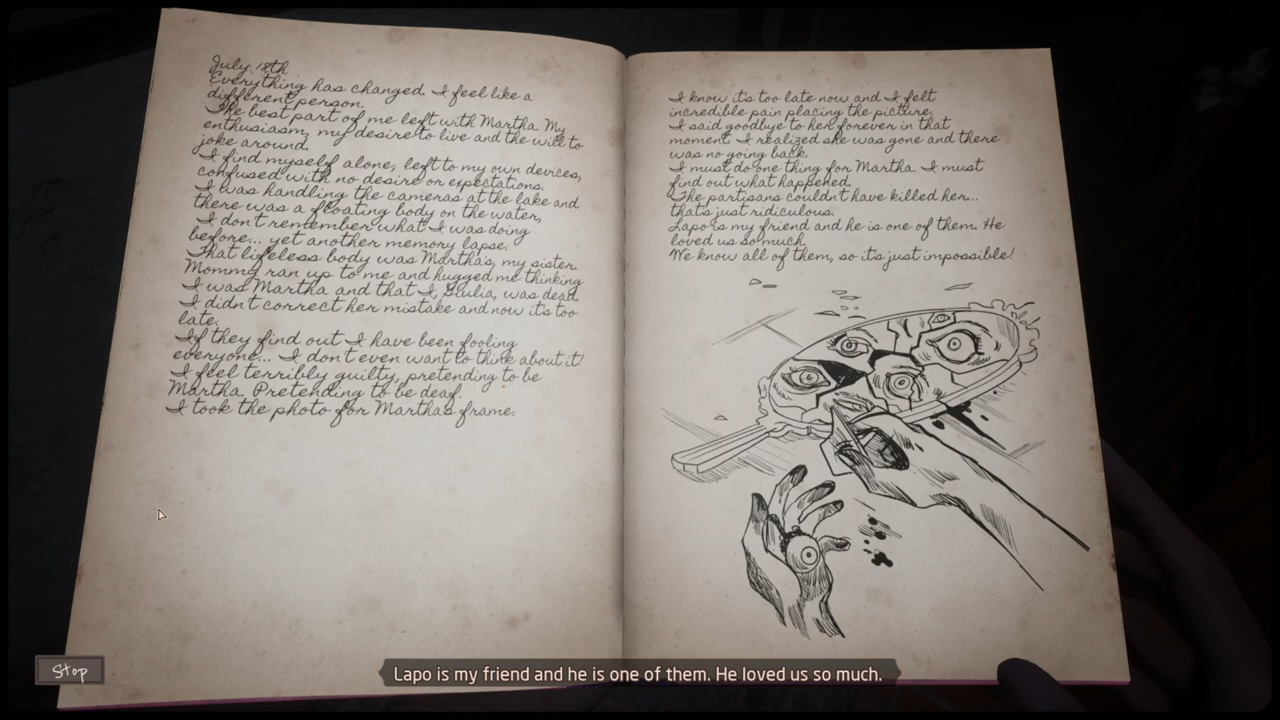 July 18th
Everything has changed. I feel like a
different person.
The best part of me left with Martha. My
enthusiasm, my desire to live and the will to
joke around.
I find myself alone, left to my own devices,
confused with no desire or expectations.
I was handling the cameras at the lake and
there was a floating body on the water,
I don't remember what I was doing
before... yet another memory lapse.
That lifeless body was Martha's, my sister.
Mommy ran up to me and hugged me thinking
I was Martha and that I, Giulia, was dead.
I didn't correct her mistake and now it's too
late.
If they find out I have been fooling
everyone... I don't even want to think about it!
I feel terribly guilty, pretending to be
Martha. Pretending to be deaf.
I took the photo for Martha's frame.
I know it's too late now and I felt
incredible pain placing the picture.
I said goodbye to her forever in that
moment. I realized she was gone and there
was no going back.
I must do one thing for Martha. I must
find out what happened.
The partisans couldn't have killed her...
that's just ridiculous.
Lapo is my friend and he is one of them. He
loved us so much.
We know all of them, so it's just impossible!
Stop
Lapo is my friend and he is one of them. He loved us so much.